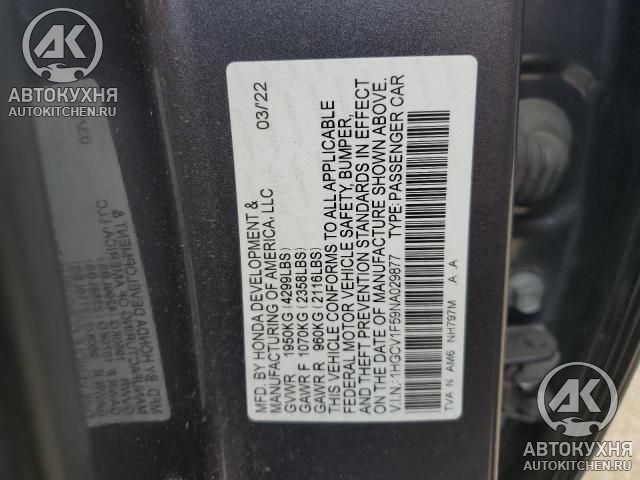 АВТОКУХНЯ
AUTOKITCHEN.RU
MFD. BY HONDA DEVELOPMENT & 03/22
MANUFACTURING OF AMERICA, LLC
GVWR 1950KG (4299LBS)
GAWR F 1070KG (2358LBS)
GAWR R 960KG (2116LBS)
THIS VEHICLE CONFORMS TO ALL APPLICABLE
FEDERAL MOTOR VEHICLE SAFETY, BUMPER,
AND THEFT PREVENTION STANDARDS IN EFFECT
ON THE DATE OF MANUFACTURE SHOWN ABOVE.
V.I.N.:1HGCV1F59NA029877 TYPE:PASSENGER CAR
TVA N AM6 NH797M A A
АВТОКУХНЯ
AUTOKITCHEN.RU